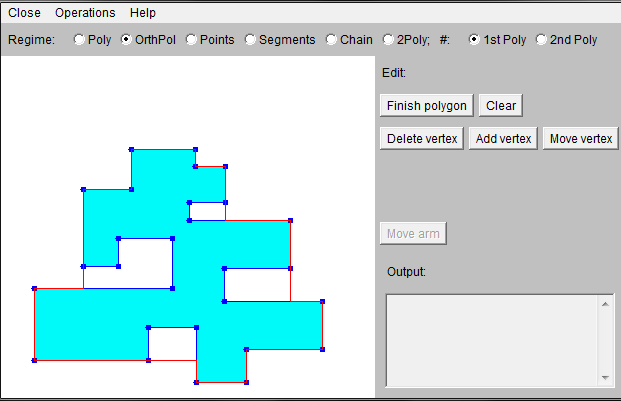 Close Operations Help
Regime: Poly OrthPol Points Segments Chain 2Poly; #: 1st Poly 2nd Poly
Edit:
Finish polygon Clear
Delete vertex Add vertex Move vertex
Move arm
Output: